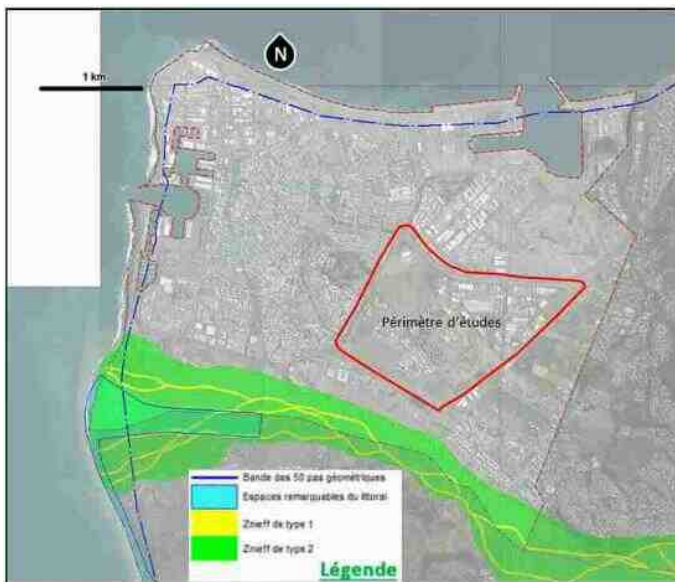 N
1 km
Périmètre d'études
Bande des 50 pas géométriques
Espaces remarquables du littoral
Znieff de type 1
Znieff de type 2
Légende